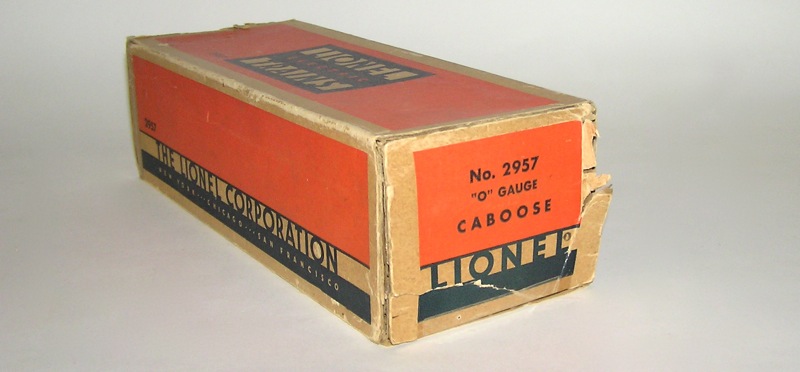 2957
THE LIONEL CORPORATION
NEW YORK — CHICAGO — SAN FRANCISCO
No. 2957
"O" GAUGE
CABOOSE
LIONEL